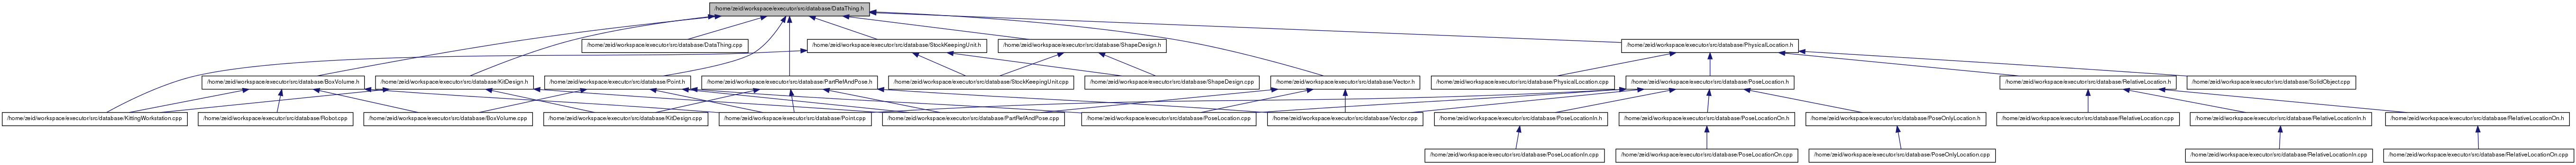 /home/zeid/workspace/executor/src/database/DataThing.h
/home/zeid/workspace/executor/src/database/DataThing.cpp
/home/zeid/workspace/executor/src/database/StockKeepingUnit.h
/home/zeid/workspace/executor/src/database/ShapeDesign.h
/home/zeid/workspace/executor/src/database/PhysicalLocation.h
/home/zeid/workspace/executor/src/database/BoxVolume.h
/home/zeid/workspace/executor/src/database/KitDesign.h
/home/zeid/workspace/executor/src/database/Point.h
/home/zeid/workspace/executor/src/database/PartRefAndPose.h
/home/zeid/workspace/executor/src/database/StockKeepingUnit.cpp
/home/zeid/workspace/executor/src/database/ShapeDesign.cpp
/home/zeid/workspace/executor/src/database/Vector.h
/home/zeid/workspace/executor/src/database/PhysicalLocation.cpp
/home/zeid/workspace/executor/src/database/PoseLocation.h
/home/zeid/workspace/executor/src/database/RelativeLocation.h
/home/zeid/workspace/executor/src/database/SolidObject.cpp
/home/zeid/workspace/executor/src/database/KittingWorkstation.cpp
/home/zeid/workspace/executor/src/database/Robot.cpp
/home/zeid/workspace/executor/src/database/BoxVolume.cpp
/home/zeid/workspace/executor/src/database/KitDesign.cpp
/home/zeid/workspace/executor/src/database/Point.cpp
/home/zeid/workspace/executor/src/database/PartRefAndPose.cpp
/home/zeid/workspace/executor/src/database/PoseLocation.cpp
/home/zeid/workspace/executor/src/database/Vector.cpp
/home/zeid/workspace/executor/src/database/PoseLocationIn.h
/home/zeid/workspace/executor/src/database/PoseLocationOn.h
/home/zeid/workspace/executor/src/database/PoseOnlyLocation.h
/home/zeid/workspace/executor/src/database/RelativeLocation.cpp
/home/zeid/workspace/executor/src/database/RelativeLocationIn.h
/home/zeid/workspace/executor/src/database/RelativeLocationOn.h
/home/zeid/workspace/executor/src/database/PoseLocationIn.cpp
/home/zeid/workspace/executor/src/database/PoseLocationOn.cpp
/home/zeid/workspace/executor/src/database/PoseOnlyLocation.cpp
/home/zeid/workspace/executor/src/database/RelativeLocationIn.cpp
/home/zeid/workspace/executor/src/database/RelativeLocationOn.cpp